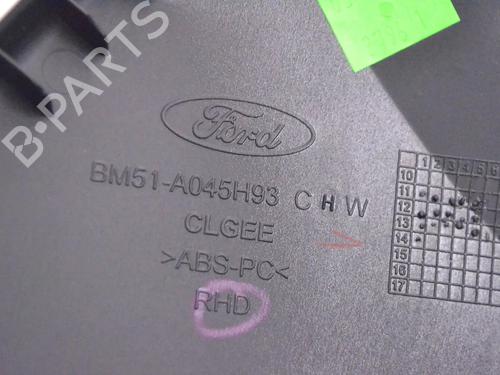 B-PARTS
Ford
BM51-A045H93 C H W
CLGEE
>ABS-PC<
RHD
1 2 3 4 5 6
10
11
12
13
14
15
16
17